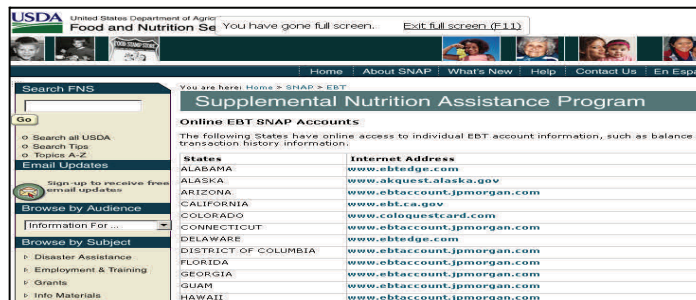 USDA United States Department of Agric
Food and Nutrition Se
You have gone full screen. Exit full screen (F11)
FOOD STAMP STORE
Home About SNAP What's New Help Contact Us En Espa
Search FNS
Go
Search all USDA
Search Tips
Topics A-Z
Email Updates
Sign-up to receive free
email updates
Browse by Audience
Information For ...
Browse by Subject
Disaster Assistance
Employment & Training
Grants
Info Materials
You are here: Home > SNAP > EBT
Supplemental Nutrition Assistance Program
Online EBT SNAP Accounts
The following States have online access to individual EBT account information, such as balance
transaction history information.
States Internet Address
ALABAMA www.ebtedge.com
ALASKA www.akquest.alaska.gov
ARIZONA www.ebtaccount.jpmorgan.com
CALIFORNIA www.ebt.ca.gov
COLORADO www.coloquestcard.com
CONNECTICUT www.ebtaccount.jpmorgan.com
DELAWARE www.ebtedge.com
DISTRICT OF COLUMBIA www.ebtaccount.jpmorgan.com
FLORIDA www.ebtaccount.jpmorgan.com
GEORGIA www.ebtaccount.jpmorgan.com
GUAM www.ebtaccount.jpmorgan.com
HAWAII www.ebtaccount.jpmorgan.com